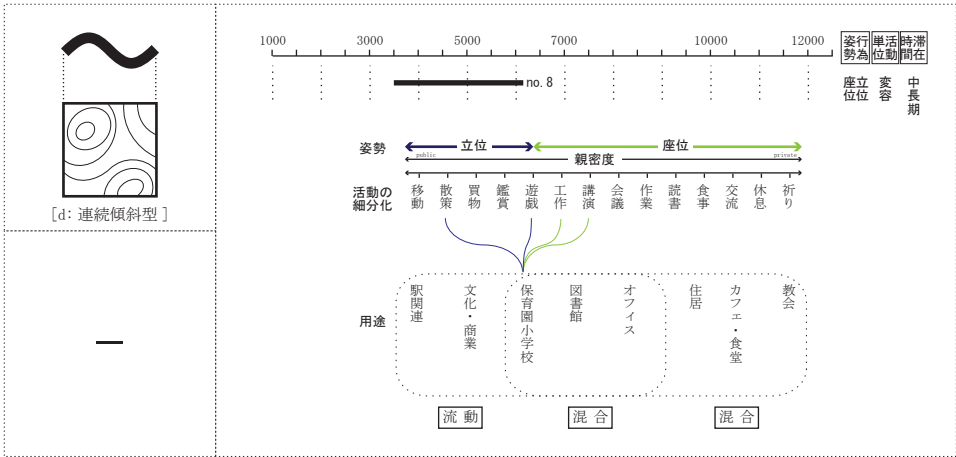 1000 3000 5000 7000 10000 12000
姿勢 行為 単位 活動 時間 滞在
no. 8
座位 立位 変容 中長期
[d: 連続傾斜型 ]
姿勢 立位 座位
public 親密度 private
活動の
細分化
移動 散策 買物 鑑賞 遊戯 工作 講演 会議 作業 読書 食事 交流 休息 祈り
用途
駅関連 文化・商業 保育園小学校 図書館 オフィス 住居 カフェ・食堂 教会
流動 混合 混合